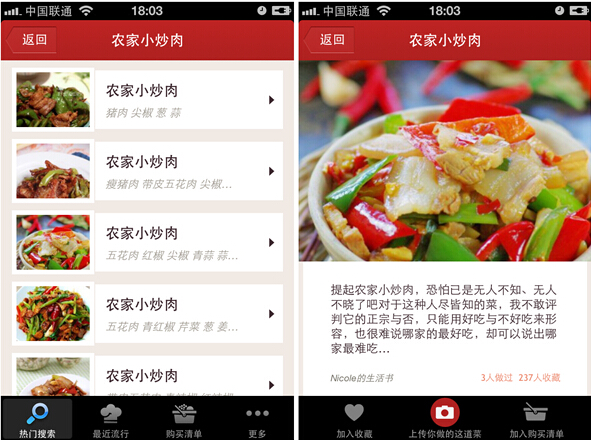 中国联通
18:03
返回
农家小炒肉
农家小炒肉
猪肉 尖椒 葱 蒜
农家小炒肉
瘦猪肉 带皮五花肉 尖椒...
农家小炒肉
五花肉 红椒 尖椒 青蒜 蒜...
农家小炒肉
五花肉 青红椒 芹菜 葱 姜...
农家小炒肉
热门搜索
最近流行
购买清单
更多
中国联通
18:03
返回
农家小炒肉
提起农家小炒肉，恐怕已是无人不知、无人
不晓了吧对于这种人尽皆知的菜，我不敢评
判它的正宗与否，只能用好吃与不好吃来形
容，也很难说哪家的最好吃，却可以说出哪
家最难吃...
Nicole的生活书
3人做过 237人收藏
加入收藏
上传你做的这道菜
加入购买清单